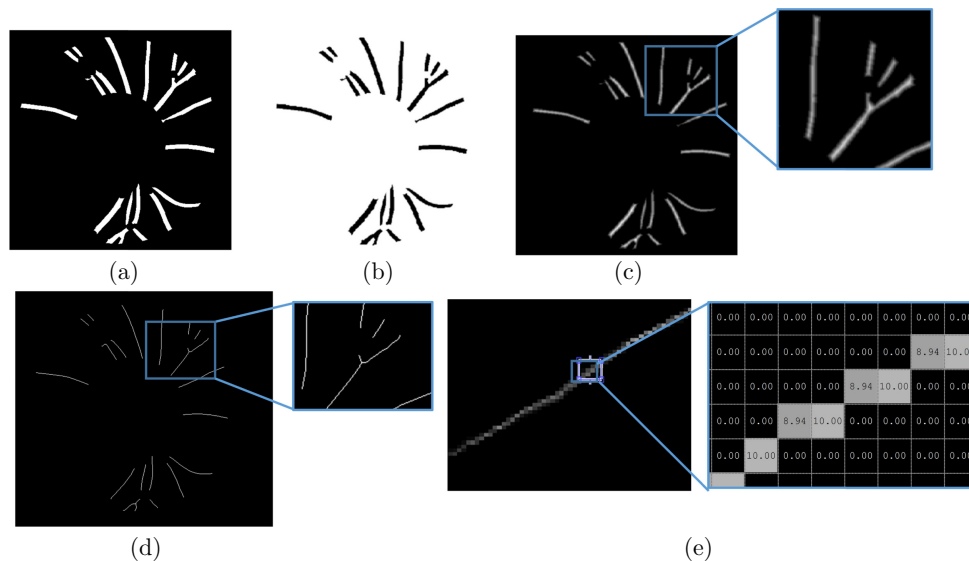 (a)
(b)
(c)
0.00 0.00 0.00 0.00 0.00 0.00 0.00 0.00
0.00 0.00 0.00 0.00 0.00 0.00 8.94 10.00
0.00 0.00 0.00 0.00 8.94 10.00 0.00 0.00
0.00 0.00 8.94 10.00 0.00 0.00 0.00 0.00
0.00 10.00 0.00 0.00 0.00 0.00 0.00 0.00
(d)
(e)